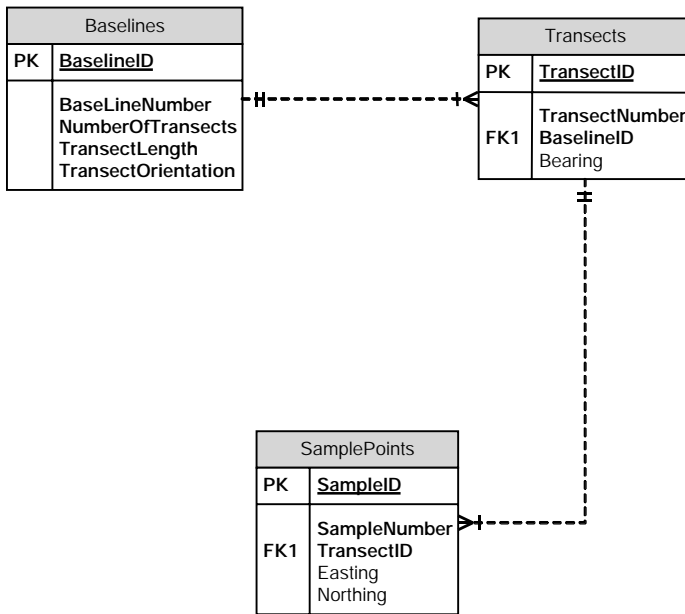 Baselines
PK BaselineID
BaseLineNumber
NumberOfTransects
TransectLength
TransectOrientation
Transects
PK TransectID
TransectNumber
FK1 BaselineID
Bearing
SamplePoints
PK SampleID
SampleNumber
FK1 TransectID
Easting
Northing